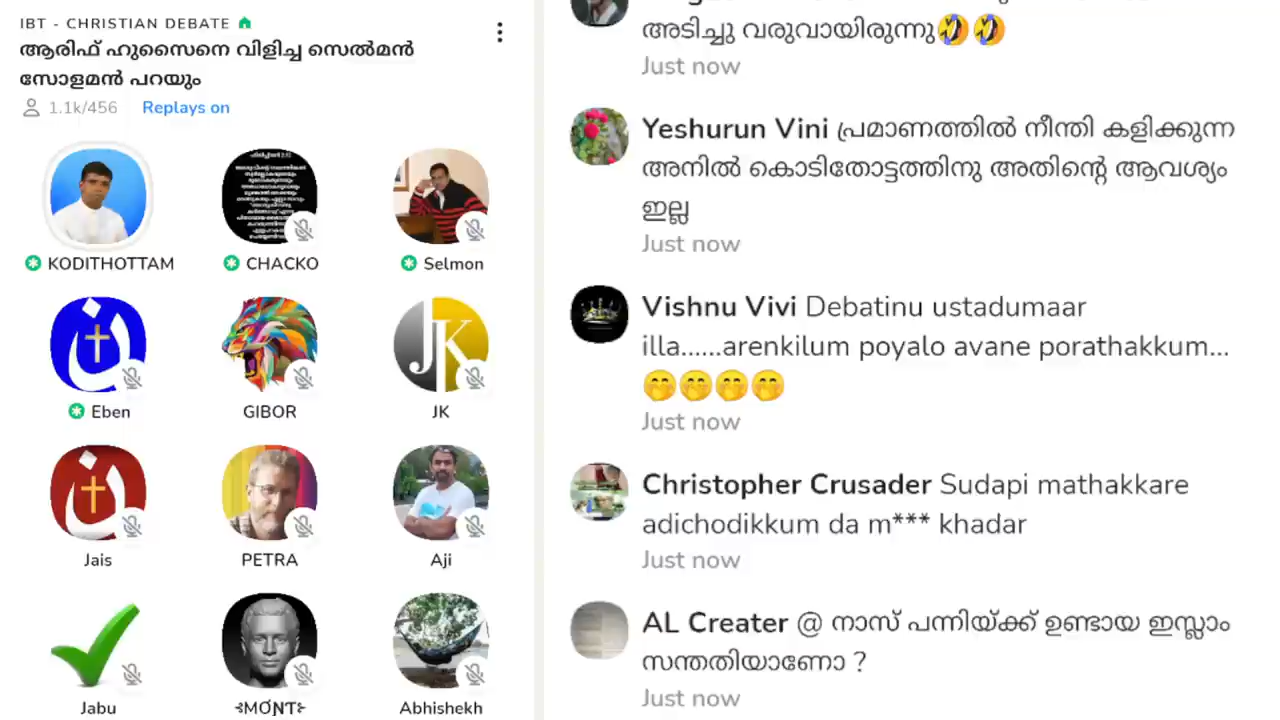 IBT - CHRISTIAN DEBATE
ആരിഫ് ഹുസൈനെ വിളിച്ച സെൽമൻ
സോളമൻ പറയും
1.1k/456 Replays on
KODITHOTTAM
CHACKO
Selmon
Eben
GIBOR
JK
JK
Jais
PETRA
Aji
Jabu
Abhishekh
അടിച്ചു വരുവായിരുന്നു🤣🤣
Just now
Yeshurun Vini പ്രമാണത്തിൽ നീന്തി കളിക്കുന്ന
അനിൽ കൊടിതോട്ടത്തിനു അതിന്റെ ആവശ്യം
ഇല്ല
Just now
Vishnu Vivi Debatinu ustadumaar
illa......arenkilum poyalo avane porathakkum...
🤭🤭🤭🤭
Just now
Christopher Crusader Sudapi mathakkare
adichodikkum da m*** khadar
Just now
AL Creater @ നാസ് പന്നിയ്ക്ക് ഉണ്ടായ ഇസ്ലാം
സന്തതിയാണോ ?
Just now